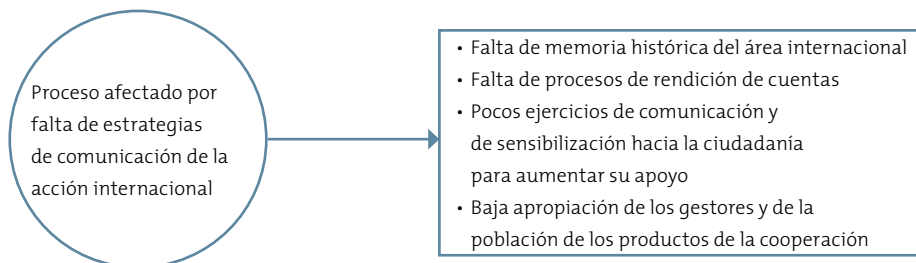 Proceso afectado por
falta de estrategias
de comunicación de la
acción internacional
• Falta de memoria histórica del área internacional
• Falta de procesos de rendición de cuentas
• Pocos ejercicios de comunicación y
de sensibilización hacia la ciudadanía
para aumentar su apoyo
• Baja apropiación de los gestores y de la
población de los productos de la cooperación